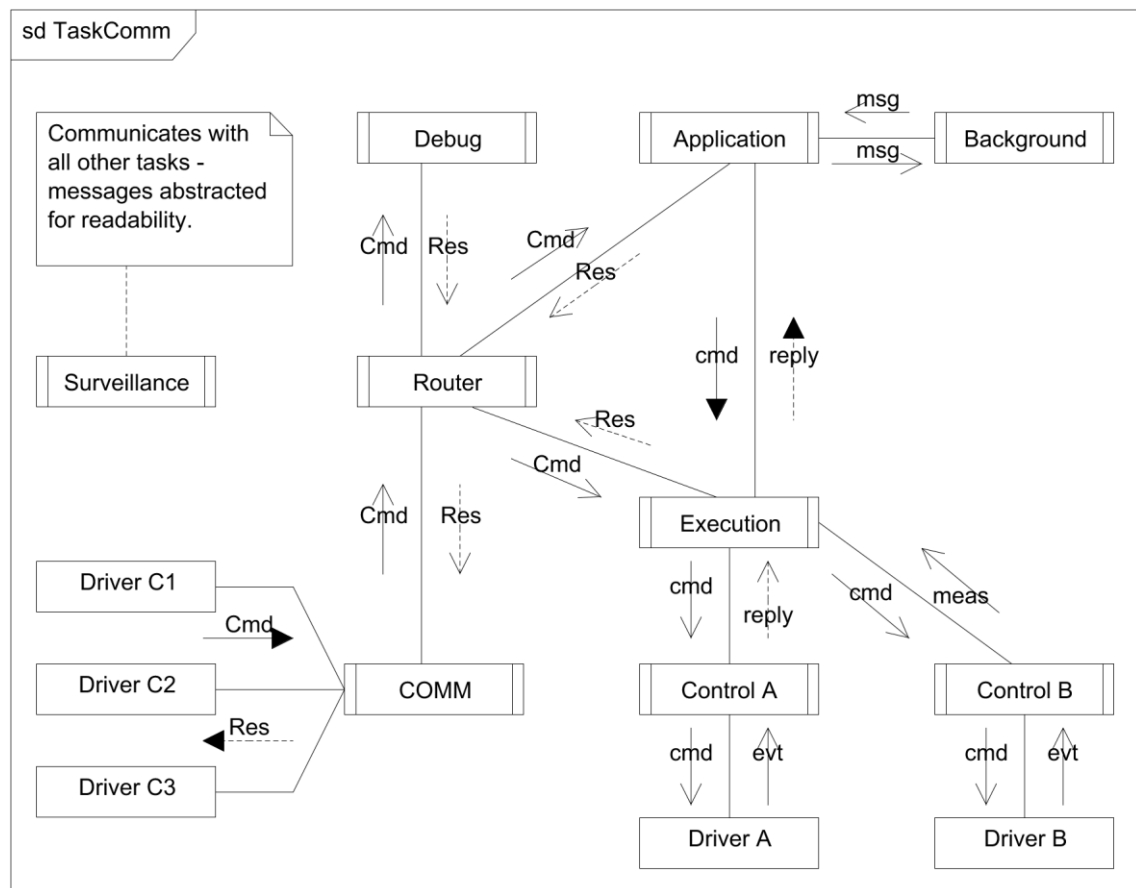 sd TaskComm
Communicates with
all other tasks -
messages abstracted
for readability.
Debug
Application
msg
msg
Background
Cmd
Res
Cmd
Res
Surveillance
Router
cmd
reply
Res
Cmd
Cmd
Res
Execution
Driver C1
Cmd
Driver C2
Res
Driver C3
COMM
cmd
reply
cmd
meas
Control A
Control B
cmd
evt
cmd
evt
Driver A
Driver B